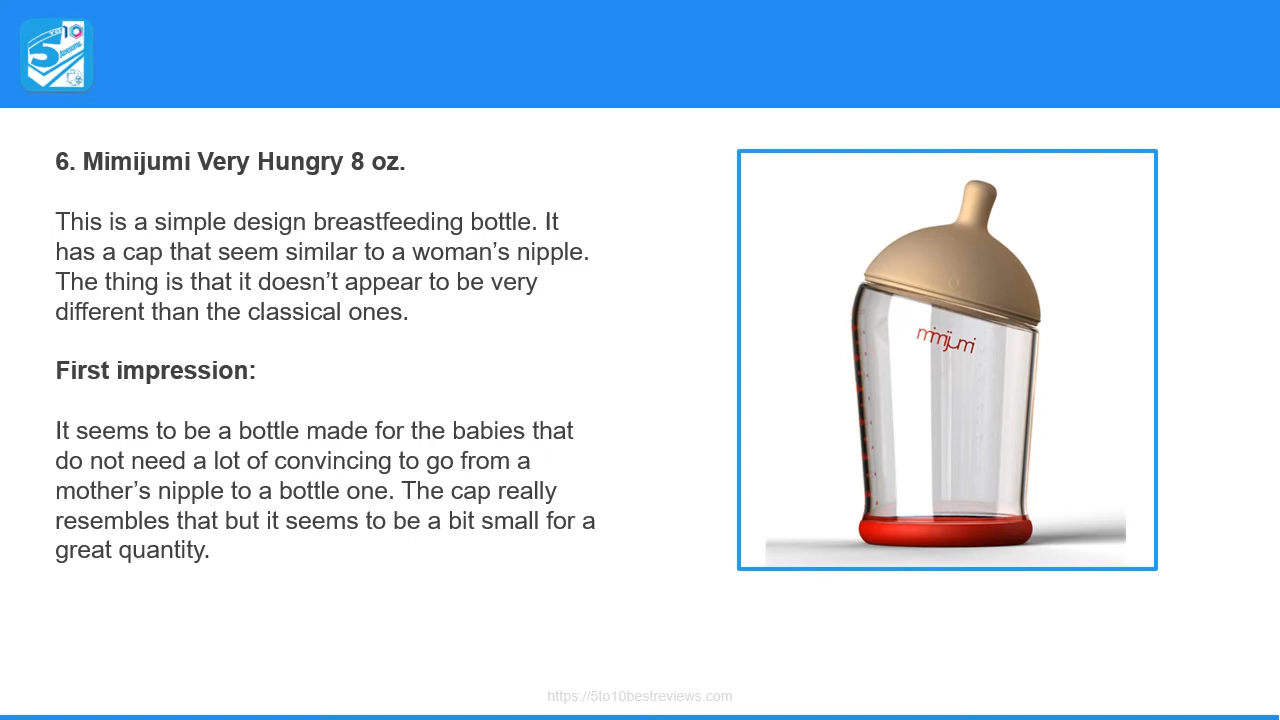 10
5
Awesome
6. Mimijumi Very Hungry 8 oz.
This is a simple design breastfeeding bottle. It
has a cap that seem similar to a woman’s nipple.
The thing is that it doesn’t appear to be very
different than the classical ones.
First impression:
It seems to be a bottle made for the babies that
do not need a lot of convincing to go from a
mother’s nipple to a bottle one. The cap really
resembles that but it seems to be a bit small for a
great quantity.
mimijumi
https://5to10bestreviews.com